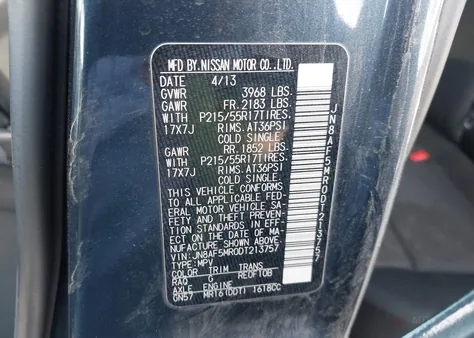 MFD BY.NISSAN MOTOR CO.,LTD.
DATE 4/13
GVWR 3968 LBS.
GAWR FR.2183 LBS.
WITH P215/55R17TIRES.
17X7J RIMS.AT36PSI
COLD SINGLE.
GAWR RR.1852 LBS.
WITH P215/55R17TIRES.
17X7J RIMS.AT36PSI
COLD SINGLE.
THIS VEHICLE CONFORMS
TO ALL APPLICABLE FED-
ERAL MOTOR VEHICLE SA-
FETY AND THEFT PREVEN-
TION STANDARDS IN EFF-
ECT ON THE DATE OF MA-
NUFACTURE SHOWN ABOVE.
VIN:JN8AF5MR0DT213757
TYPE:MPV
COLOR TRIM TRANS
RAQ G RE0F10B
AXLE ENGINE
GN57 MR16(DDT) 1618CC
JN8AF5MR0DT213757